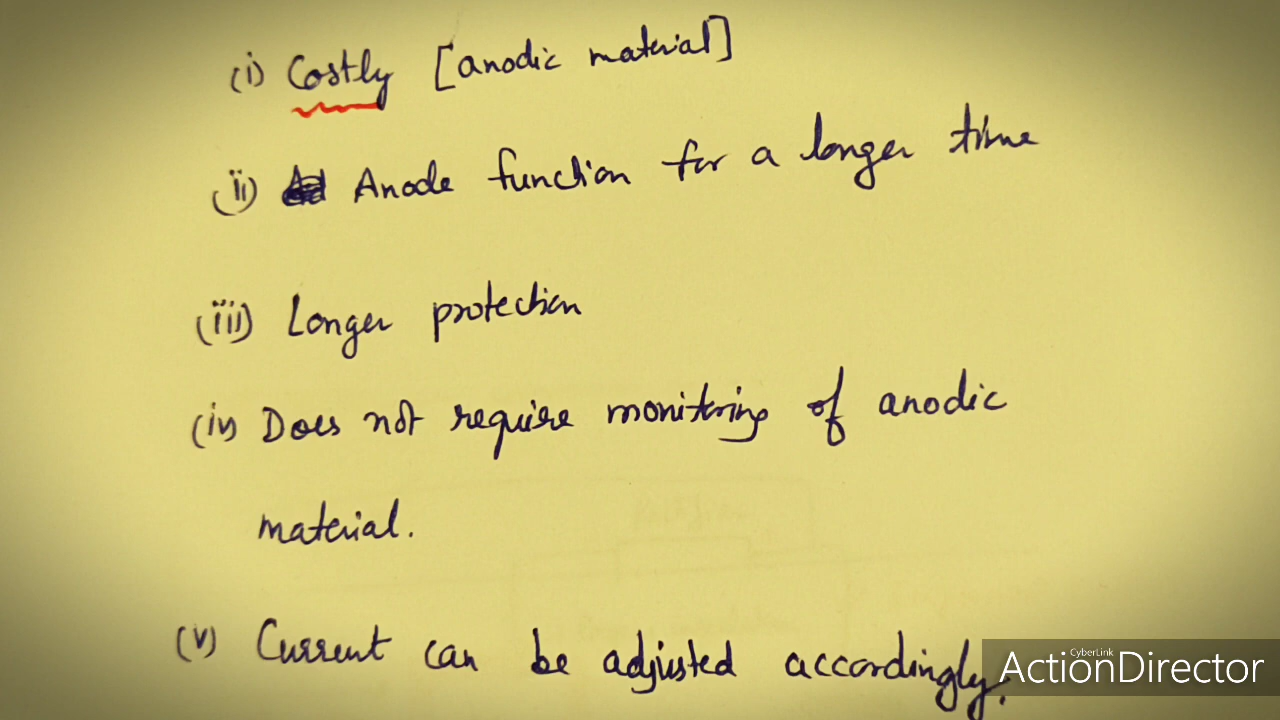 (i) Costly [anodic material]
(ii) Anode function for a longer time
(iii) Longer protection
(iv) Does not require monitoring of anodic
material.
(v) Current can be adjusted accordingly.
CyberLink
ActionDirector